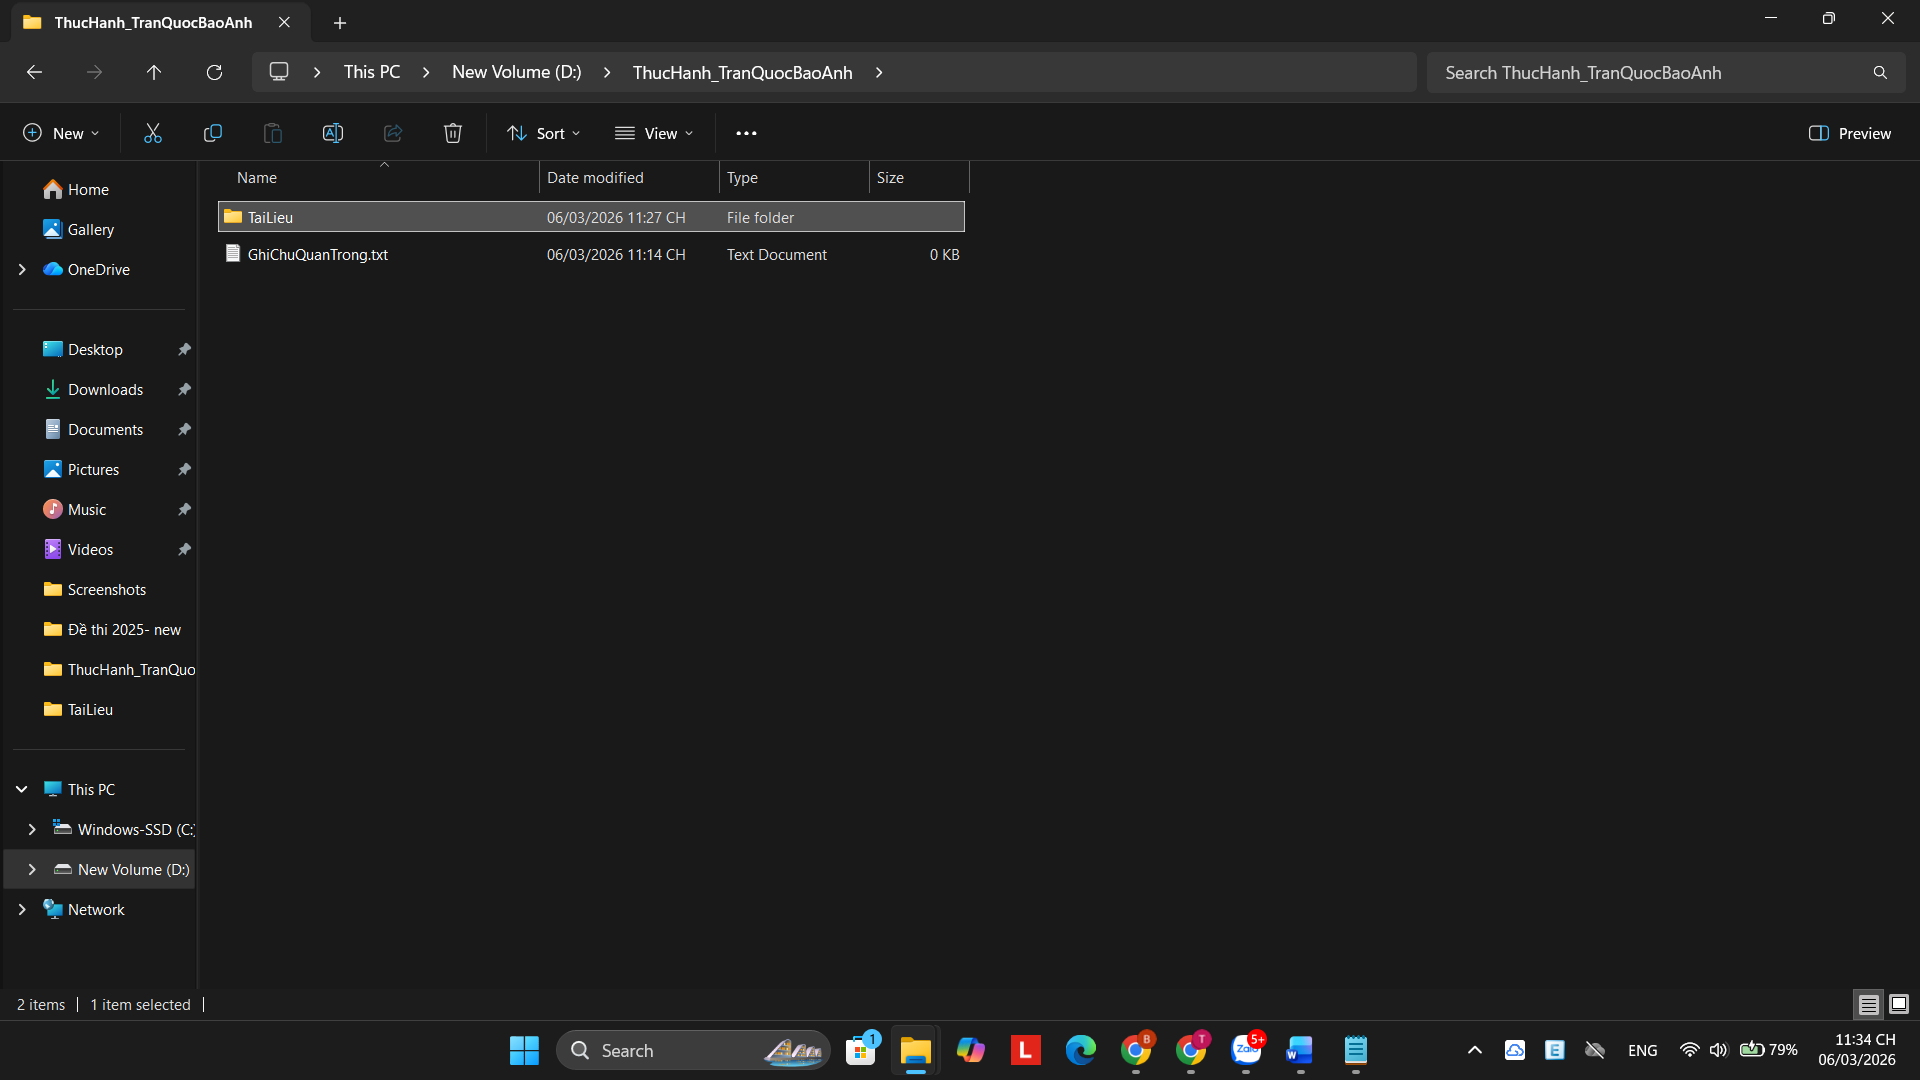 ThucHanh_TranQuocBaoAnh
This PC
New Volume (D:)
ThucHanh_TranQuocBaoAnh
Search ThucHanh_TranQuocBaoAnh
New
Sort
View
Preview
Name
Date modified
Type
Size
TaiLieu
06/03/2026 11:27 CH
File folder
GhiChuQuanTrong.txt
06/03/2026 11:14 CH
Text Document
0 KB
Home
Gallery
OneDrive
Desktop
Downloads
Documents
Pictures
Music
Videos
Screenshots
Đề thi 2025- new
ThucHanh_TranQuo
TaiLieu
This PC
Windows-SSD (C:)
New Volume (D:)
Network
2 items
1 item selected
Search
1
L
B
T
Zalo
5+
W
E
ENG
79%
11:34 CH
06/03/2026